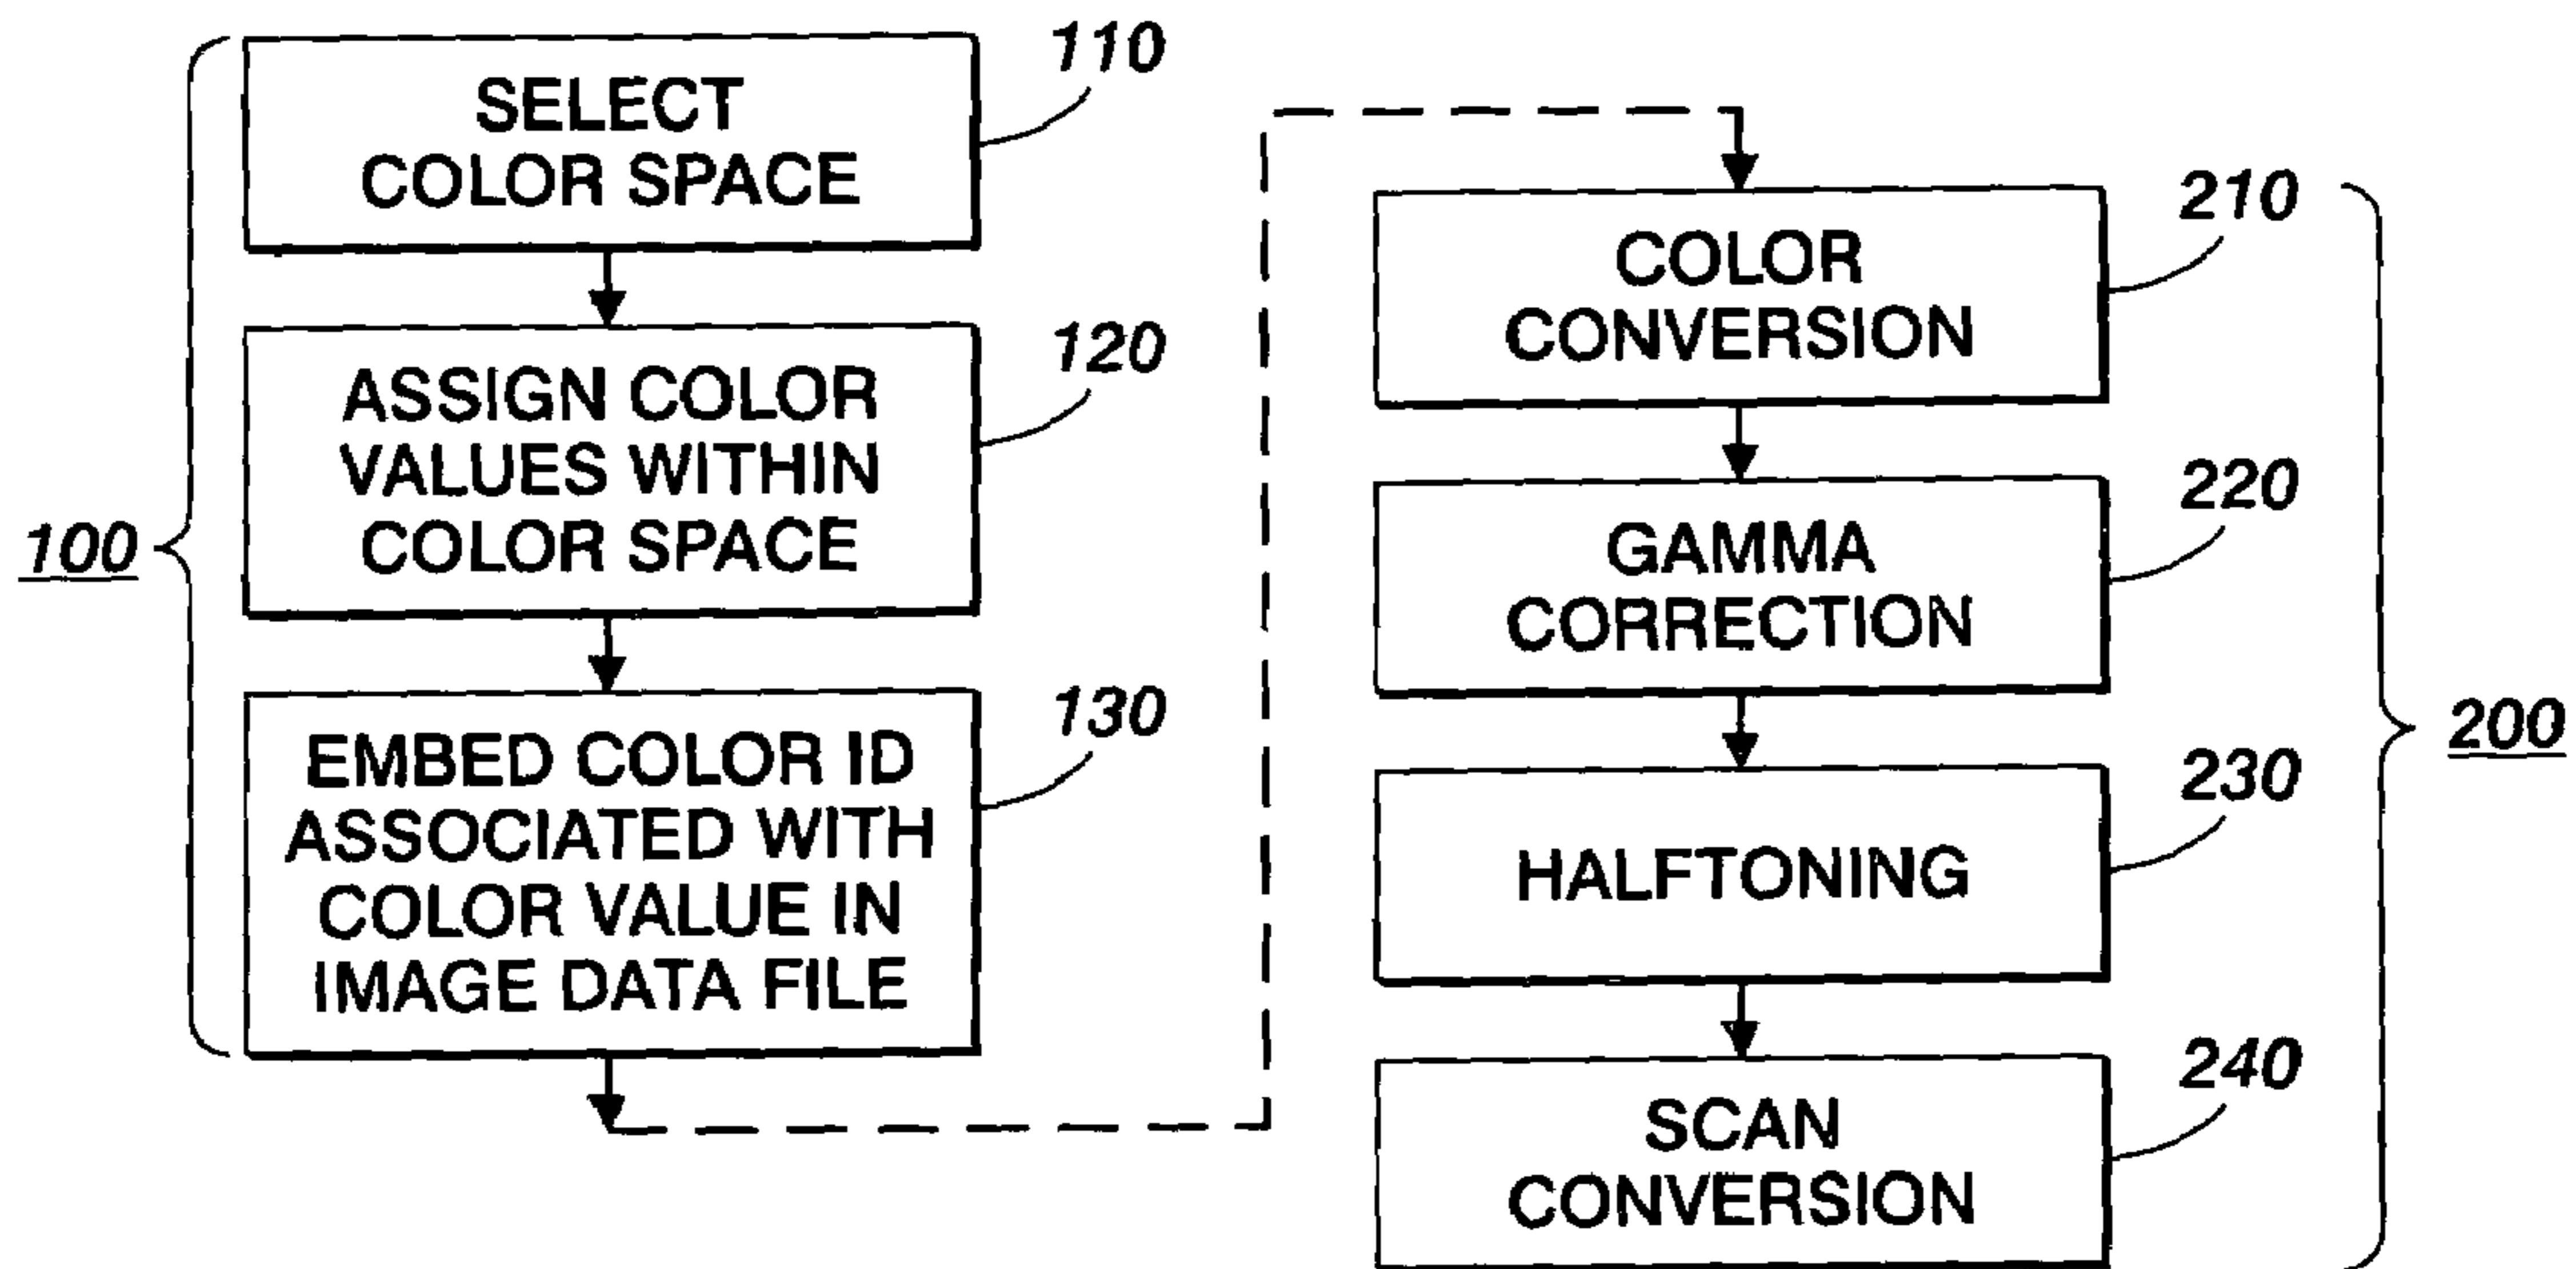 100
SELECT
COLOR SPACE
110
ASSIGN COLOR
VALUES WITHIN
COLOR SPACE
120
EMBED COLOR ID
ASSOCIATED WITH
COLOR VALUE IN
IMAGE DATA FILE
130
COLOR
CONVERSION
210
GAMMA
CORRECTION
220
HALFTONING
230
SCAN
CONVERSION
240
200